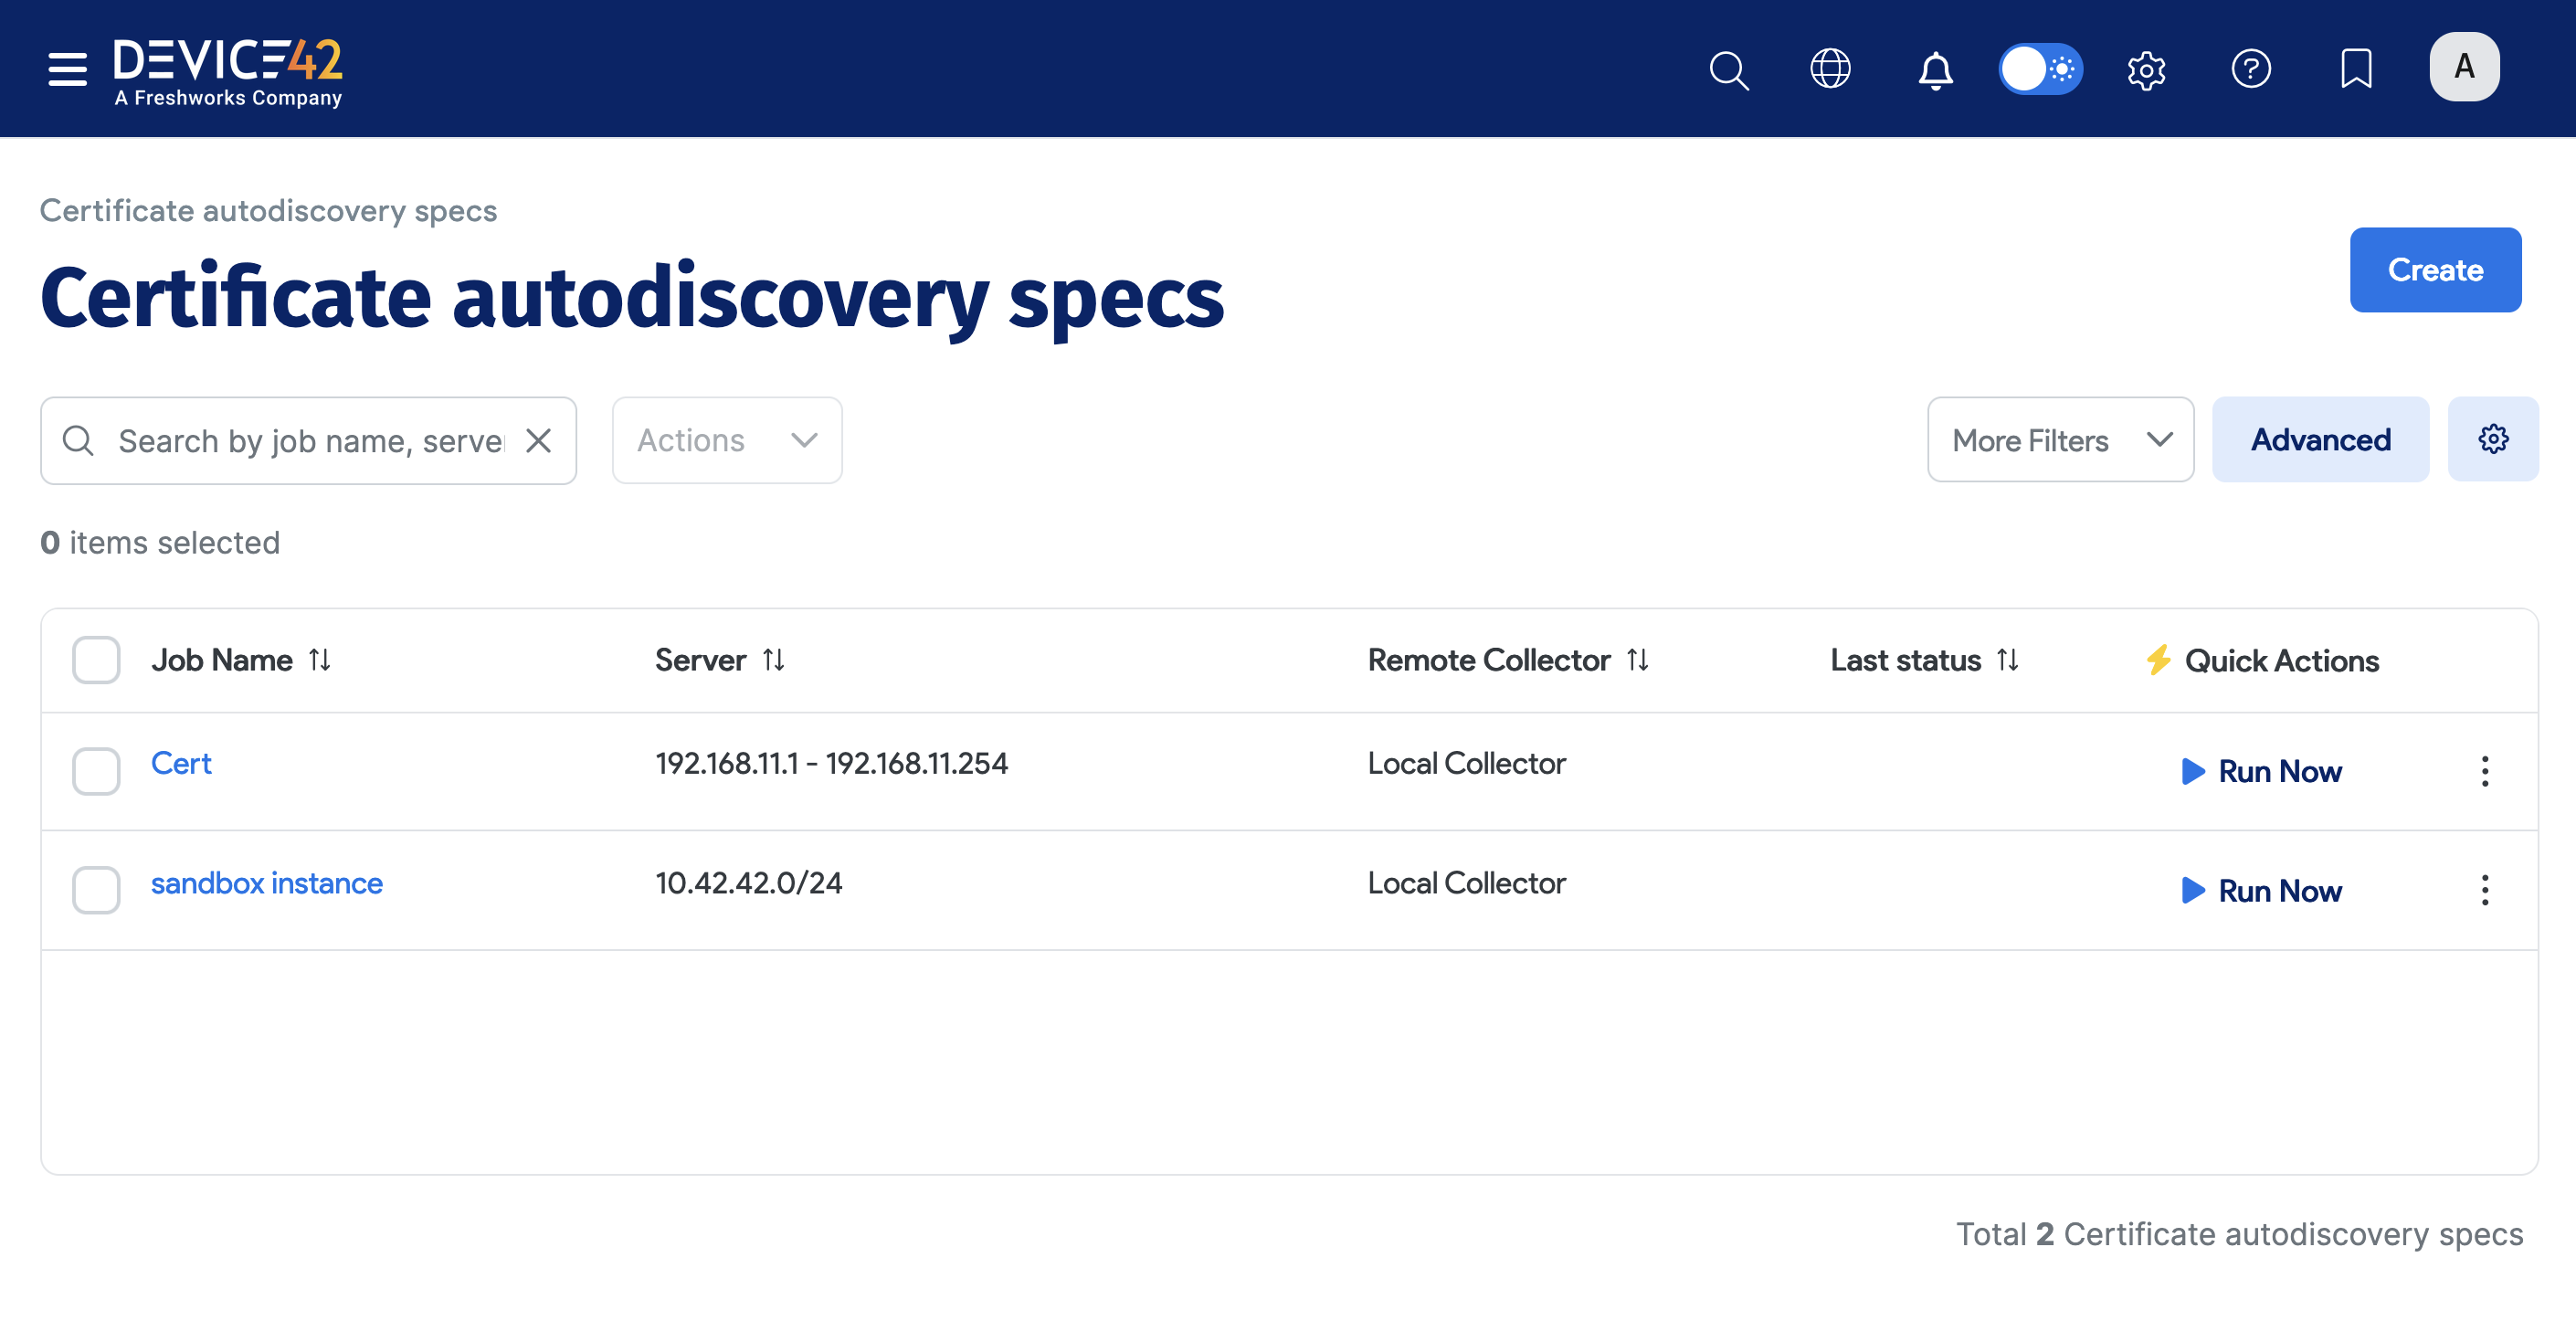 DEVICE42
A Freshworks Company
A
Certificate autodiscovery specs
Certificate autodiscovery specs
Create
Search by job name, serve
Actions
More Filters
Advanced
0 items selected
Job Name
Server
Remote Collector
Last status
Quick Actions
Cert
192.168.11.1 - 192.168.11.254
Local Collector
Run Now
sandbox instance
10.42.42.0/24
Local Collector
Run Now
Total 2 Certificate autodiscovery specs